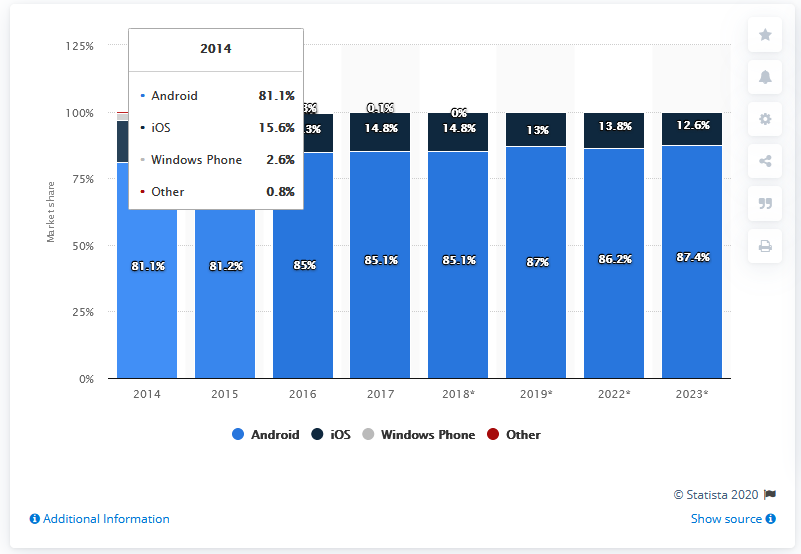 125%
2014
Android 81.1%
iOS 15.6%
Windows Phone 2.6%
Other 0.8%
100%
75%
50%
25%
0%
Market share
3%
0.1%
0%
3%
14.8%
14.8%
13%
13.8%
12.6%
81.1%
81.2%
85%
85.1%
85.1%
87%
86.2%
87.4%
2014 2015 2016 2017 2018* 2019* 2022* 2023*
Android iOS Windows Phone Other
© Statista 2020
Additional Information
Show source